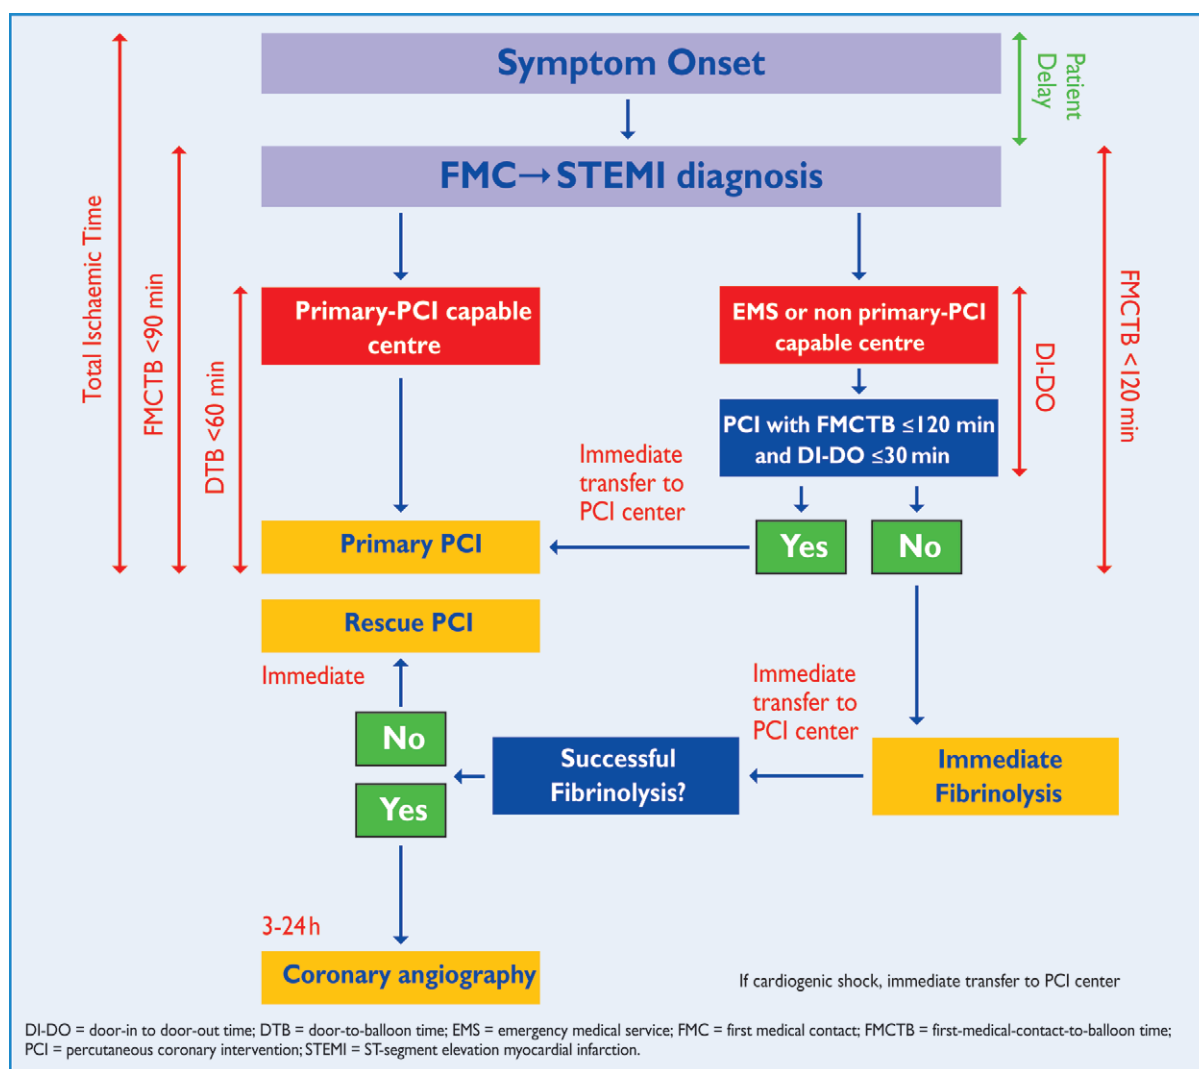 Symptom Onset
Patient
Delay
FMC→STEMI diagnosis
Total Ischaemic Time
FMCTB <90 min
DTB <60 min
Primary-PCI capable
centre
EMS or non primary-PCI
capable centre
DI-DO
FMCTB <120 min
PCI with FMCTB ≤120 min
and DI-DO ≤30 min
Immediate
transfer to
PCI center
Primary PCI
Yes
No
Rescue PCI
Immediate
No
Yes
Successful
Fibrinolysis?
Immediate
transfer to
PCI center
Immediate
Fibrinolysis
3-24h
Coronary angiography
If cardiogenic shock, immediate transfer to PCI center
DI-DO = door-in to door-out time; DTB = door-to-balloon time; EMS = emergency medical service; FMC = first medical contact; FMCTB = first-medical-contact-to-balloon time;
PCI = percutaneous coronary intervention; STEMI = ST-segment elevation myocardial infarction.